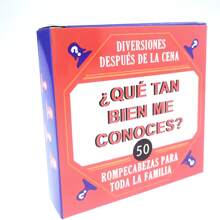 DIVERSIONES
DESPUÉS DE LA CENA
¿QUÉ TAN
BIEN ME
CONOCES?
50
ROMPECABEZAS PARA
TODA LA FAMILIA